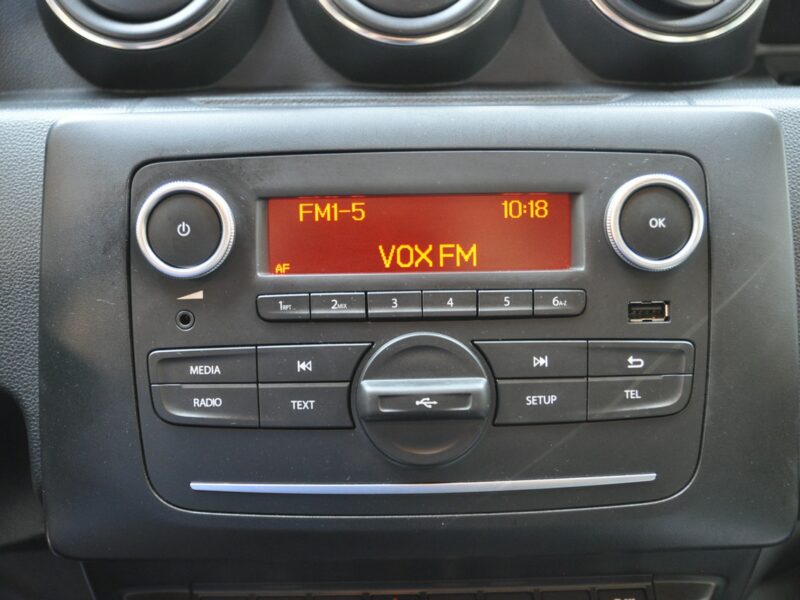 FM1-5 10:18
AF VOX FM
OK
1RPT 2MIX 3 4 5 6A-Z
MEDIA
RADIO TEXT SETUP TEL